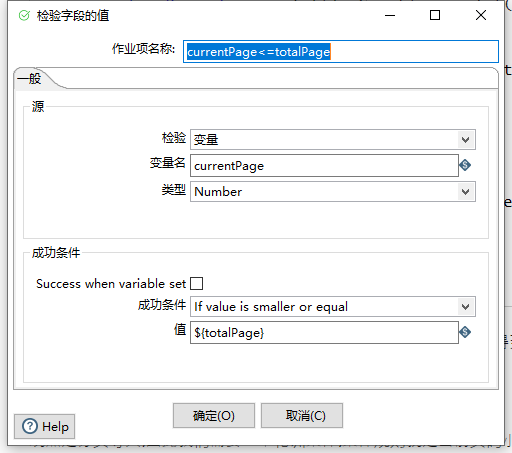 检验字段的值
作业项名称: currentPage<=totalPage
一般
源
检验 变量
变量名 currentPage
类型 Number
成功条件
Success when variable set
成功条件 If value is smaller or equal
值 ${totalPage}
确定(O) 取消(C)
Help